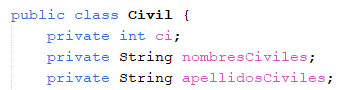 public class Civil {
private int ci;
private String nombresCiviles;
private String apellidosCiviles;